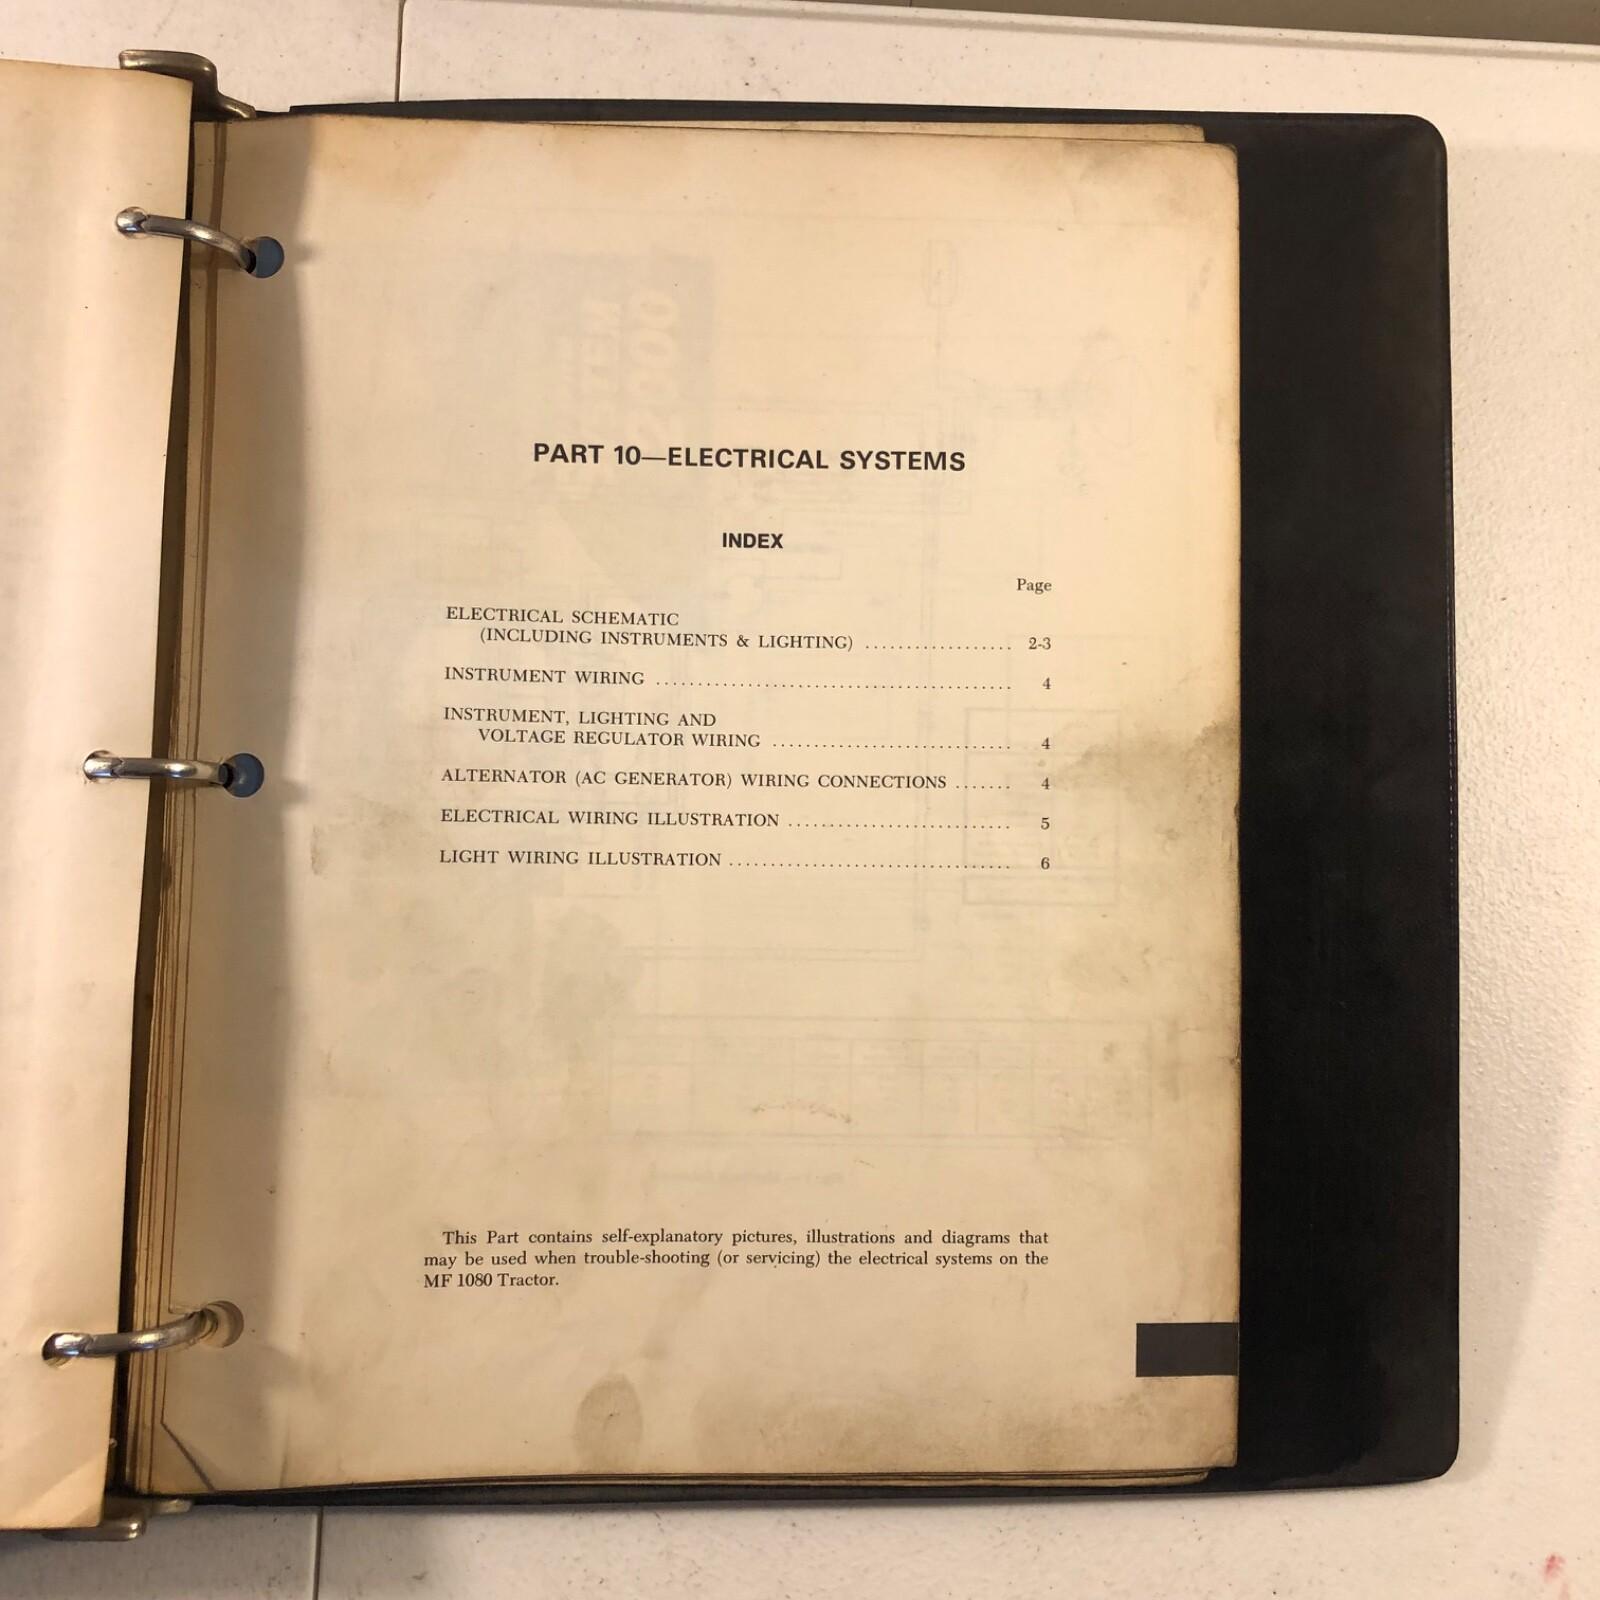 PART 10—ELECTRICAL SYSTEMS
INDEX
Page
ELECTRICAL SCHEMATIC
(INCLUDING INSTRUMENTS & LIGHTING) .................. 2-3
INSTRUMENT WIRING ........................................... 4
INSTRUMENT, LIGHTING AND
VOLTAGE REGULATOR WIRING ............................. 4
ALTERNATOR (AC GENERATOR) WIRING CONNECTIONS ....... 4
ELECTRICAL WIRING ILLUSTRATION ........................... 5
LIGHT WIRING ILLUSTRATION .................................. 6
This Part contains self-explanatory pictures, illustrations and diagrams that
may be used when trouble-shooting (or servicing) the electrical systems on the
MF 1080 Tractor.